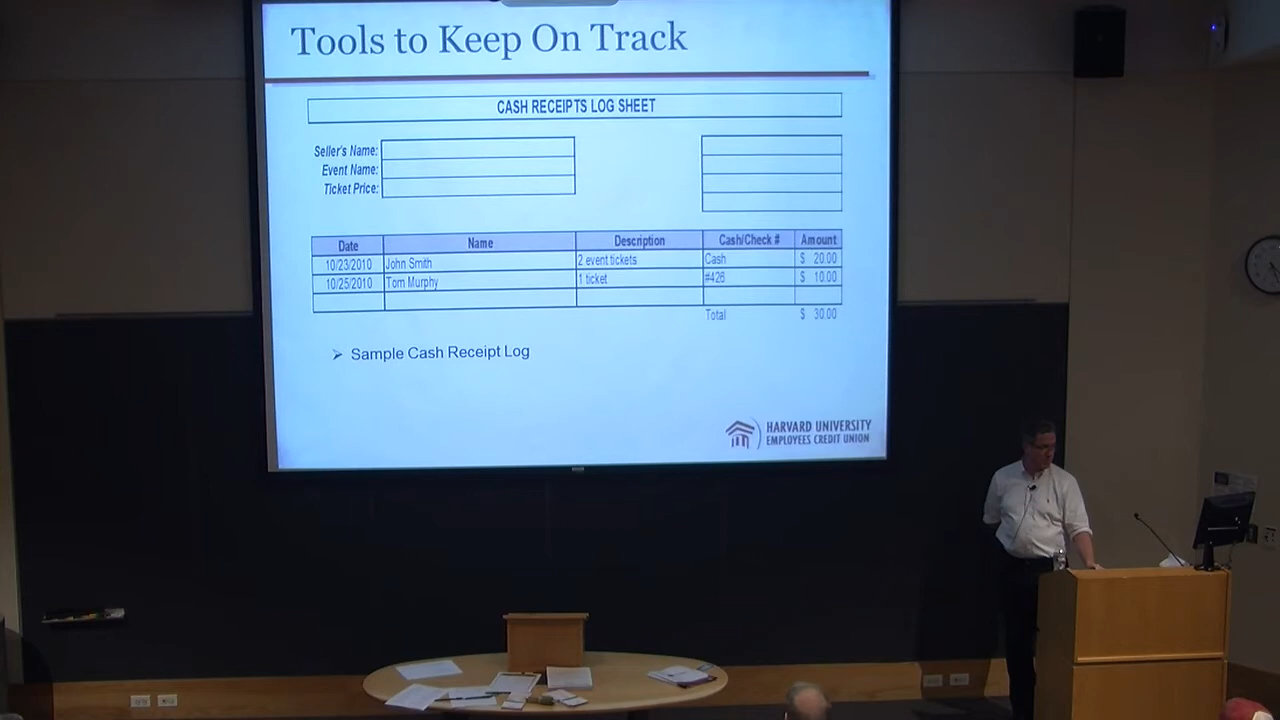 Tools to Keep On Track
CASH RECEIPTS LOG SHEET
Seller's Name:
Event Name:
Ticket Price:
Date Name Description Cash/Check # Amount
10/23/2010 John Smith 2 event tickets Cash $ 20.00
10/25/2010 Tom Murphy 1 ticket #426 $ 10.00
Total $ 30.00
➢ Sample Cash Receipt Log
HARVARD UNIVERSITY
EMPLOYEES CREDIT UNION